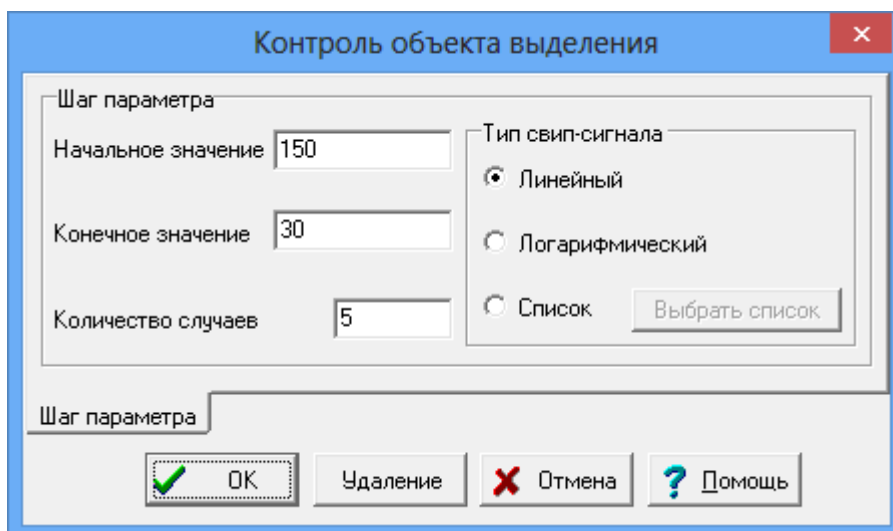 Контроль объекта выделения
Шаг параметра
Начальное значение 150
Конечное значение 30
Количество случаев 5
Тип свип-сигнала
Линейный
Логарифмический
Список Выбрать список
Шаг параметра
OK Удаление Отмена Помощь